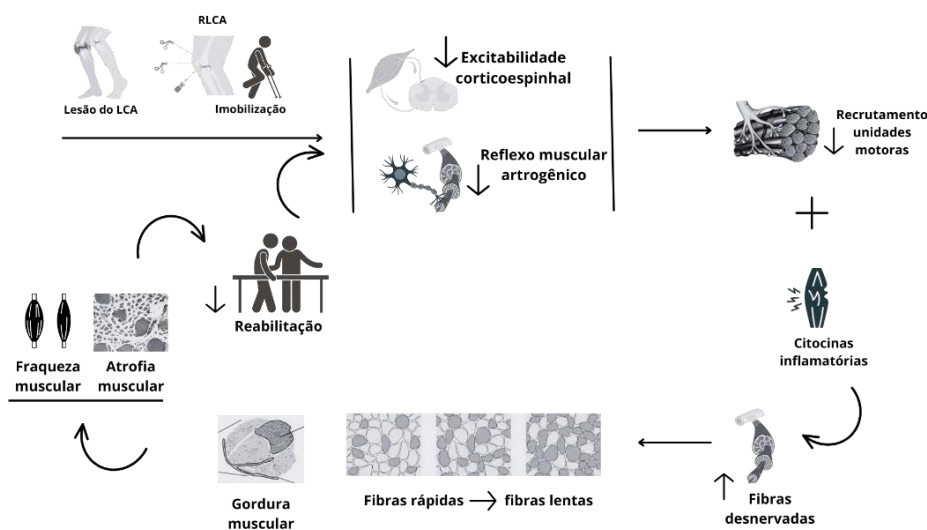 RLCA
Lesão do LCA
Imobilização
Excitabilidade
corticoespinhal
Reflexo muscular
artrogênico
Recrutamento
unidades
motoras
Citocinas
inflamatórias
Fibras
desnervadas
Fibras rápidas → fibras lentas
Gordura
muscular
Fraqueza
muscular
Atrofia
muscular
Reabilitação